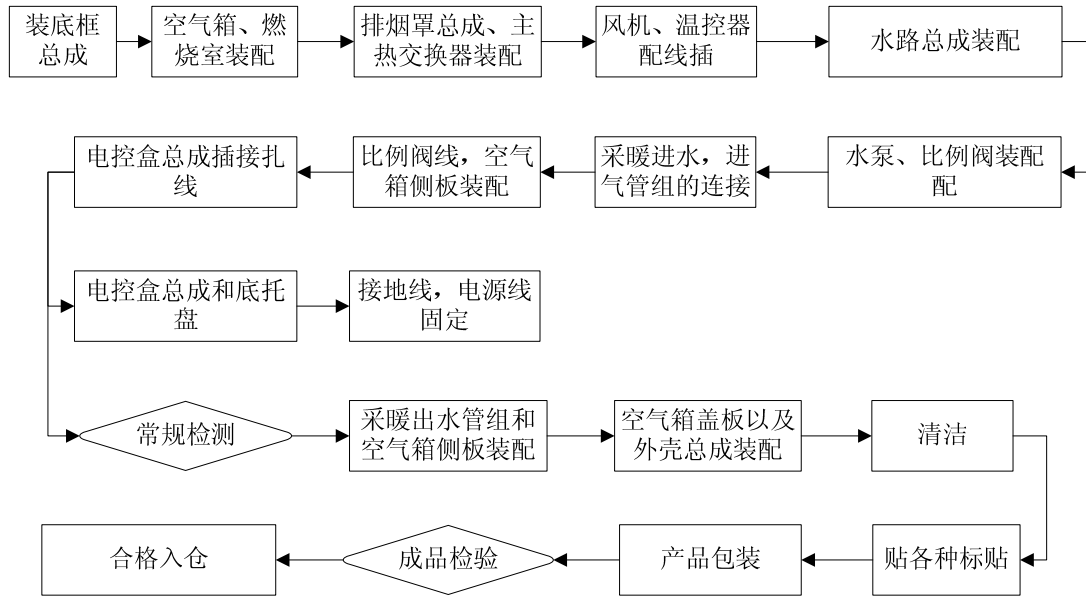 装底框
总成
空气箱、燃
烧室装配
排烟罩总成、主
热交换器装配
风机、温控器
配线插
水路总成装配
电控盒总成插接扎
线
比例阀线，空气
箱侧板装配
采暖进水，进
气管组的连接
水泵、比例阀装配
配
电控盒总成和底托
盘
接地线，电源线
固定
常规检测
采暖出水管组和
空气箱侧板装配
空气箱盖板以及
外壳总成装配
清洁
合格入仓
成品检验
产品包装
贴各种标贴